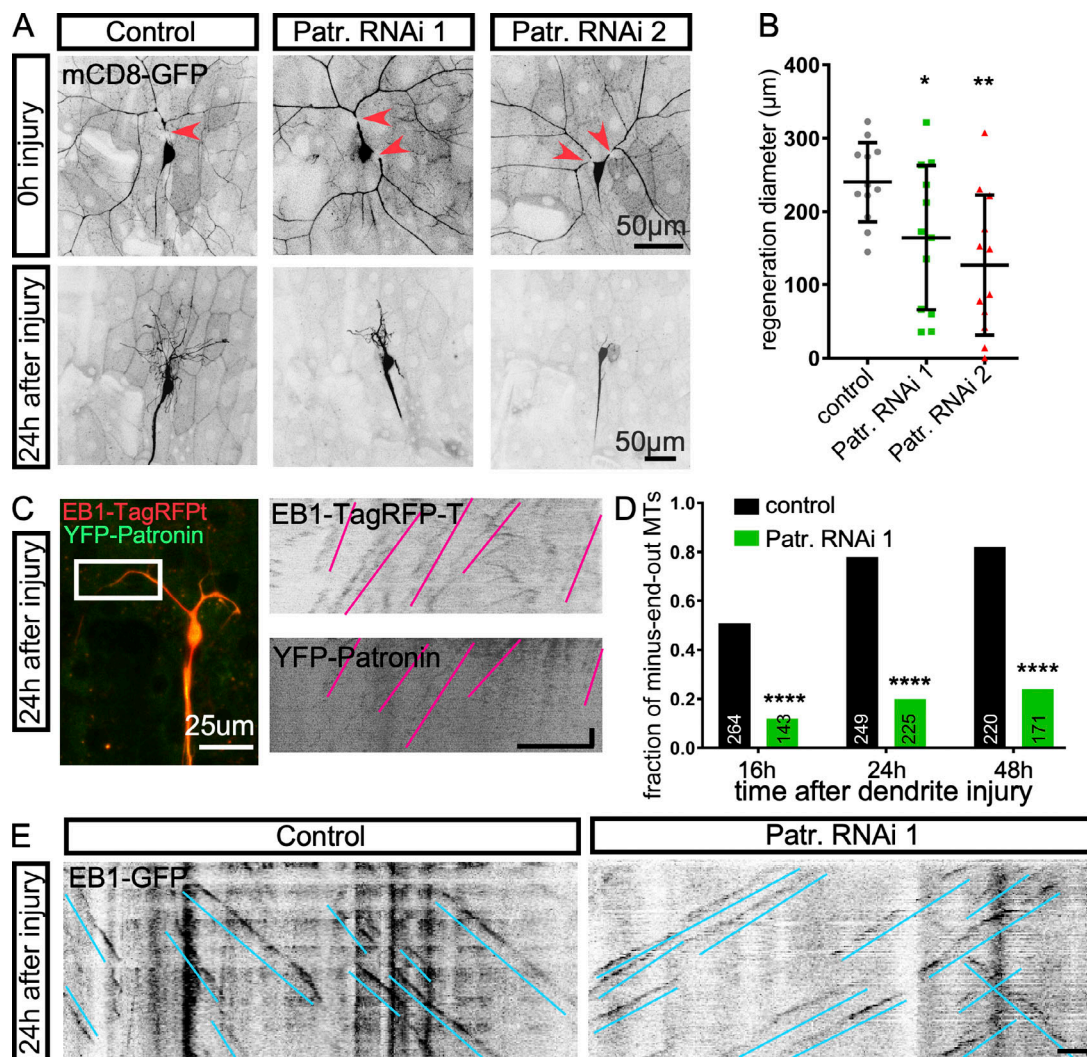 A
Control
Patr. RNAi 1
Patr. RNAi 2
0h injury
mCD8-GFP
50µm
24h after injury
50µm
B
regeneration diameter (µm)
400
300
200
100
0
*
**
control
Patr. RNAi 1
Patr. RNAi 2
C
24h after injury
EB1-TagRFPt
YFP-Patronin
25um
EB1-TagRFP-T
YFP-Patronin
D
fraction of minus-end-out MTs
control
Patr. RNAi 1
1.0
0.8
0.6
0.4
0.2
0.0
264
****
143
249
****
225
220
****
171
16h
24h
48h
time after dendrite injury
E
Control
Patr. RNAi 1
24h after injury
EB1-GFP